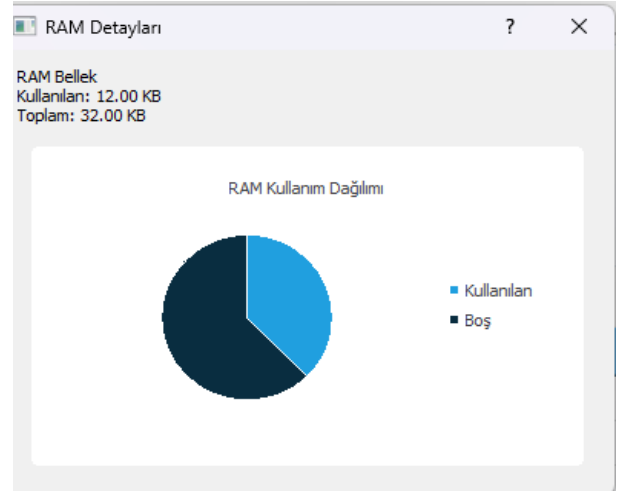 RAM Detayları
?
RAM Bellek
Kullanılan: 12.00 KB
Toplam: 32.00 KB
RAM Kullanım Dağılımı
Kullanılan
Boş